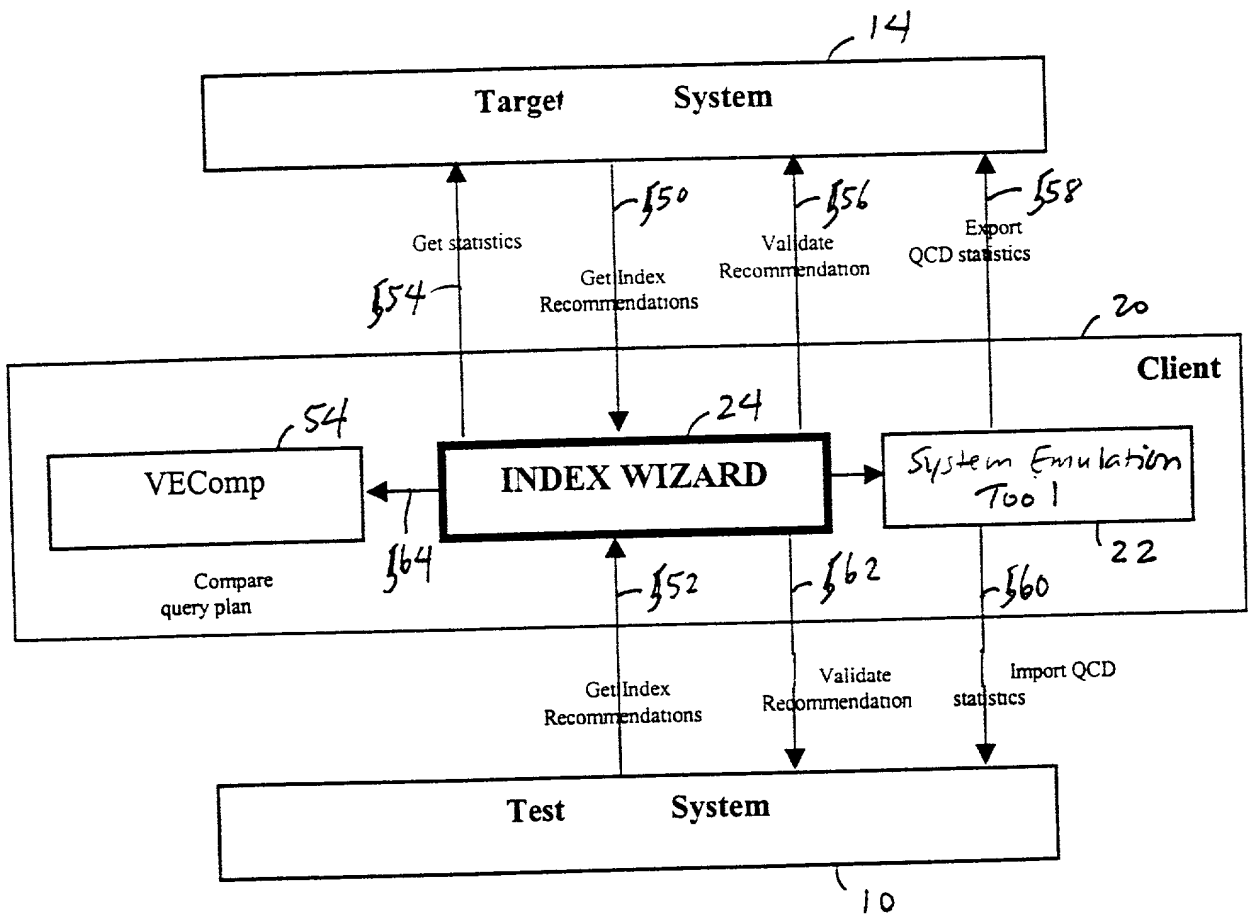 14
Target System
550
556
558
Get statistics
Validate
Recommendation
Export
QCD statistics
554
Get Index
Recommendations
20
Client
54
24
VEComp
INDEX WIZARD
System Emulation
Tool
22
564
552
562
560
Compare
query plan
Get Index
Recommendations
Validate
Recommendation
Import QCD
statistics
Test System
10